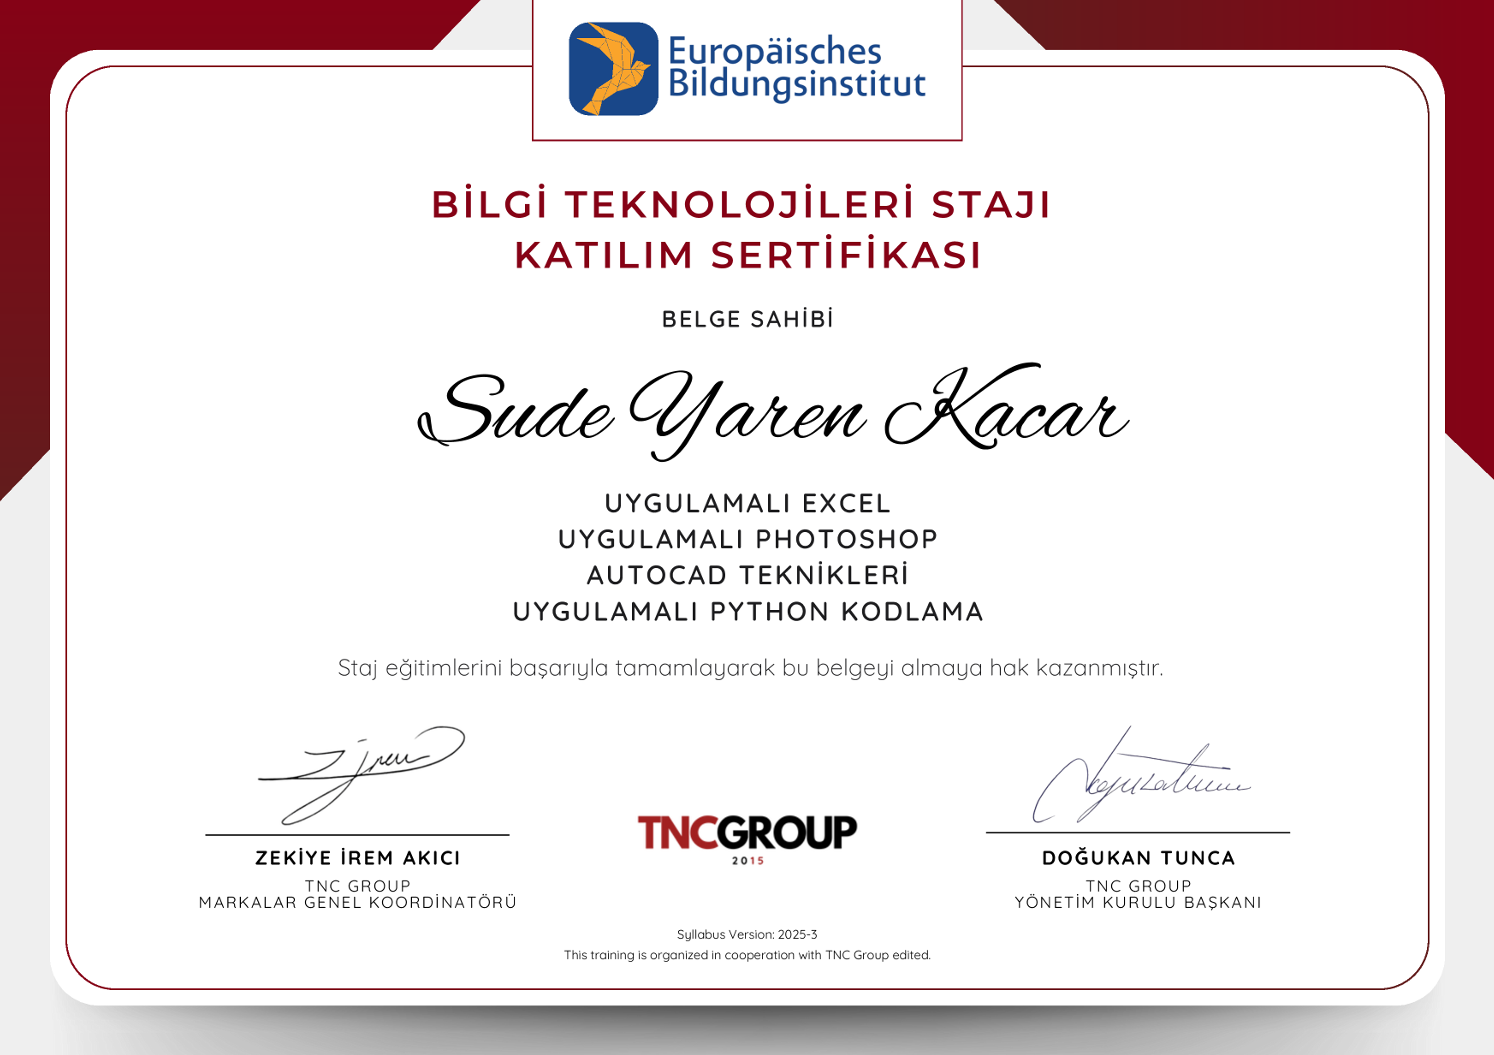 Europäisches
Bildungsinstitut
BİLGİ TEKNOLOJİLERİ STAJI
KATILIM SERTİFİKASI
BELGE SAHİBİ
Sude Yaren Kacar
UYGULAMALI EXCEL
UYGULAMALI PHOTOSHOP
AUTOCAD TEKNİKLERİ
UYGULAMALI PYTHON KODLAMA
Staj eğitimlerini başarıyla tamamlayarak bu belgeyi almaya hak kazanmıştır.
ZEKİYE İREM AKICI
TNC GROUP
MARKALAR GENEL KOORDİNATÖRÜ
TNCGROUP
2015
DOĞUKAN TUNCA
TNC GROUP
YÖNETİM KURULU BAŞKANI
Syllabus Version: 2025-3
This training is organized in cooperation with TNC Group edited.